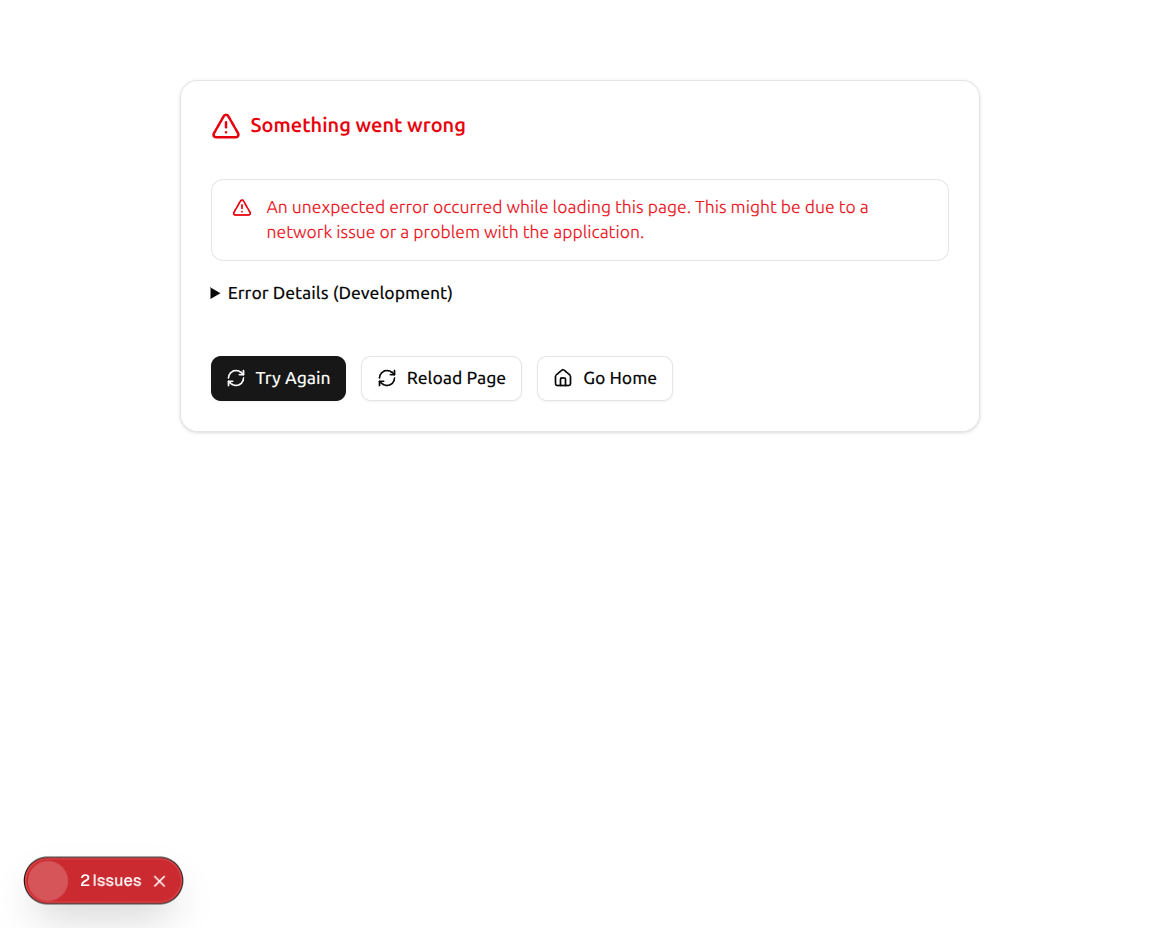 Something went wrong
An unexpected error occurred while loading this page. This might be due to a
network issue or a problem with the application.
Error Details (Development)
Try Again
Reload Page
Go Home
2 Issues